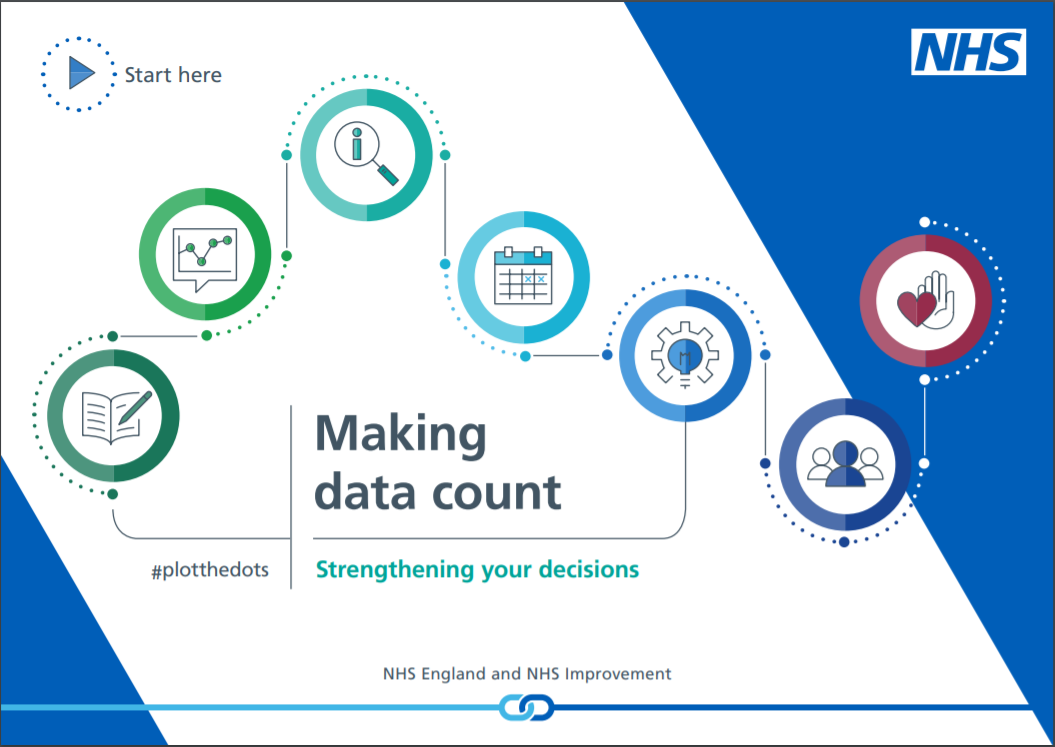 Start here
NHS
Making
data count
#plotthedots
Strengthening your decisions
NHS England and NHS Improvement